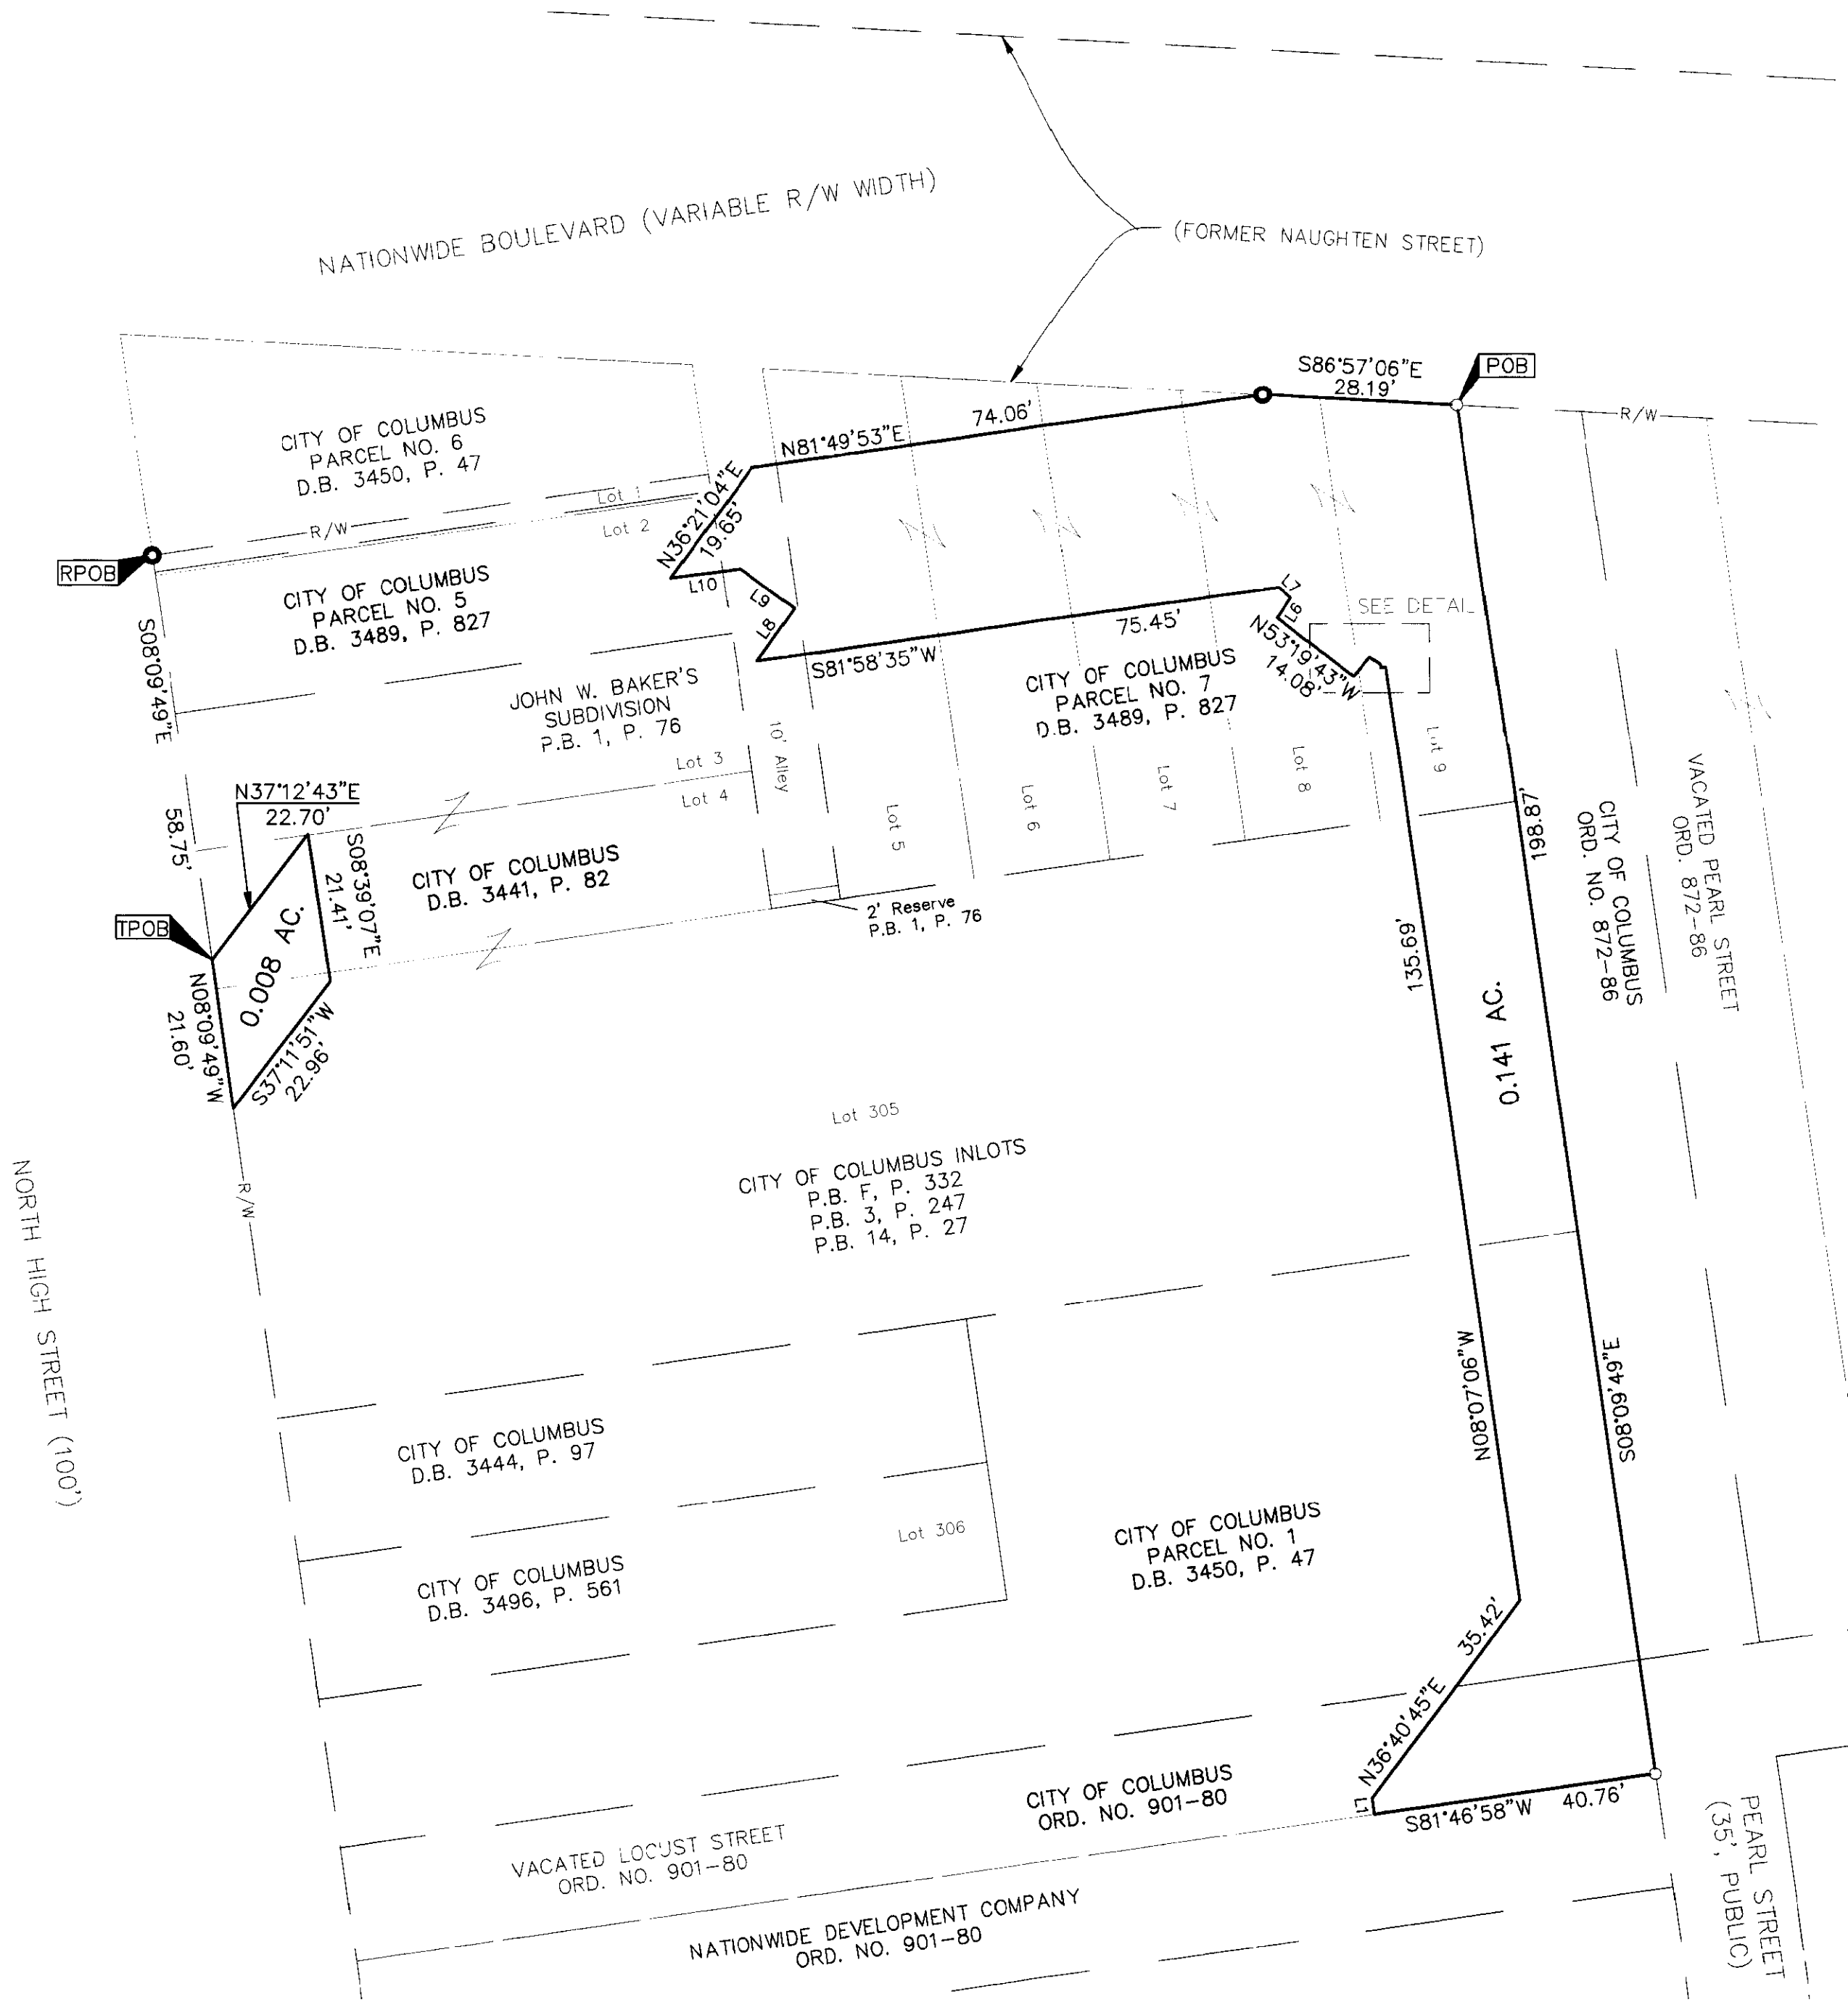 NATIONWIDE BOULEVARD (VARIABLE R/W WIDTH)
(FORMER NAUGHTEN STREET)
S86°57'06"E
28.19'
POB
R/W
CITY OF COLUMBUS
PARCEL NO. 6
D.B. 3450, P. 47
N81°49'53"E
74.06'
N36°21'04"E
19.65'
Lot 1
Lot 2
R/W
RPOB
CITY OF COLUMBUS
PARCEL NO. 5
D.B. 3489, P. 827
L10
L9
L8
L7
L6
SEE DETAIL
N53°19'43"W
14.08'
S81°58'35"W
75.45'
S08°09'49"E
58.75'
JOHN W. BAKER'S
SUBDIVISION
P.B. 1, P. 76
CITY OF COLUMBUS
PARCEL NO. 7
D.B. 3489, P. 827
10' Alley
Lot 3
Lot 4
Lot 5
Lot 6
Lot 7
Lot 8
Lot 9
N37°12'43"E
22.70'
S08°39'07"E
21.41'
CITY OF COLUMBUS
D.B. 3441, P. 82
2' Reserve
P.B. 1, P. 76
198.87'
CITY OF COLUMBUS
ORD. NO. 872-86
VACATED PEARL STREET
ORD. 872-86
TPOB
0.008 AC.
N08°09'49"W
21.60'
S37°11'51"W
22.96'
135.69'
0.141 AC.
Lot 305
CITY OF COLUMBUS INLOTS
P.B. F, P. 332
P.B. 3, P. 247
P.B. 14, P. 27
R/W
NORTH HIGH STREET (100')
N08°07'06"W
S08°09'49"E
CITY OF COLUMBUS
D.B. 3444, P. 97
Lot 306
CITY OF COLUMBUS
PARCEL NO. 1
D.B. 3450, P. 47
CITY OF COLUMBUS
D.B. 3496, P. 561
35.42'
N36°40'45"E
L1
S81°46'58"W
40.76'
CITY OF COLUMBUS
ORD. NO. 901-80
VACATED LOCUST STREET
ORD. NO. 901-80
NATIONWIDE DEVELOPMENT COMPANY
ORD. NO. 901-80
PEARL STREET
(35', PUBLIC)